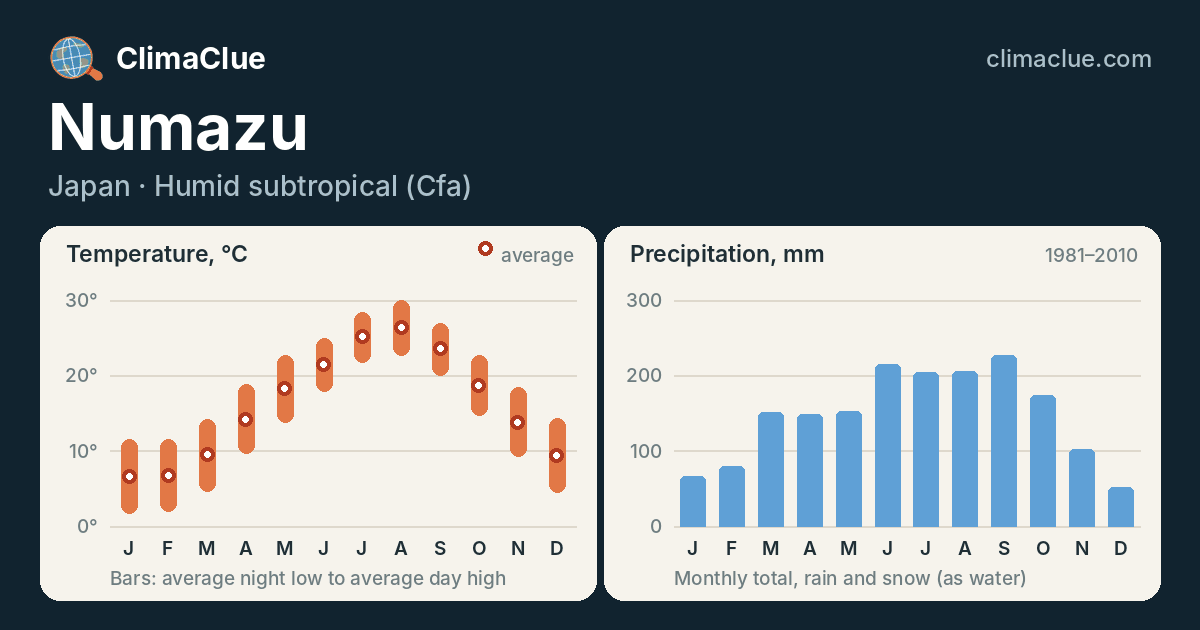 ClimaClue
climaclue.com
Numazu
Japan · Humid subtropical (Cfa)
Temperature, °C
average
30°
20°
10°
0°
J F M A M J J A S O N D
Bars: average night low to average day high
Precipitation, mm
1981–2010
300
200
100
0
J F M A M J J A S O N D
Monthly total, rain and snow (as water)